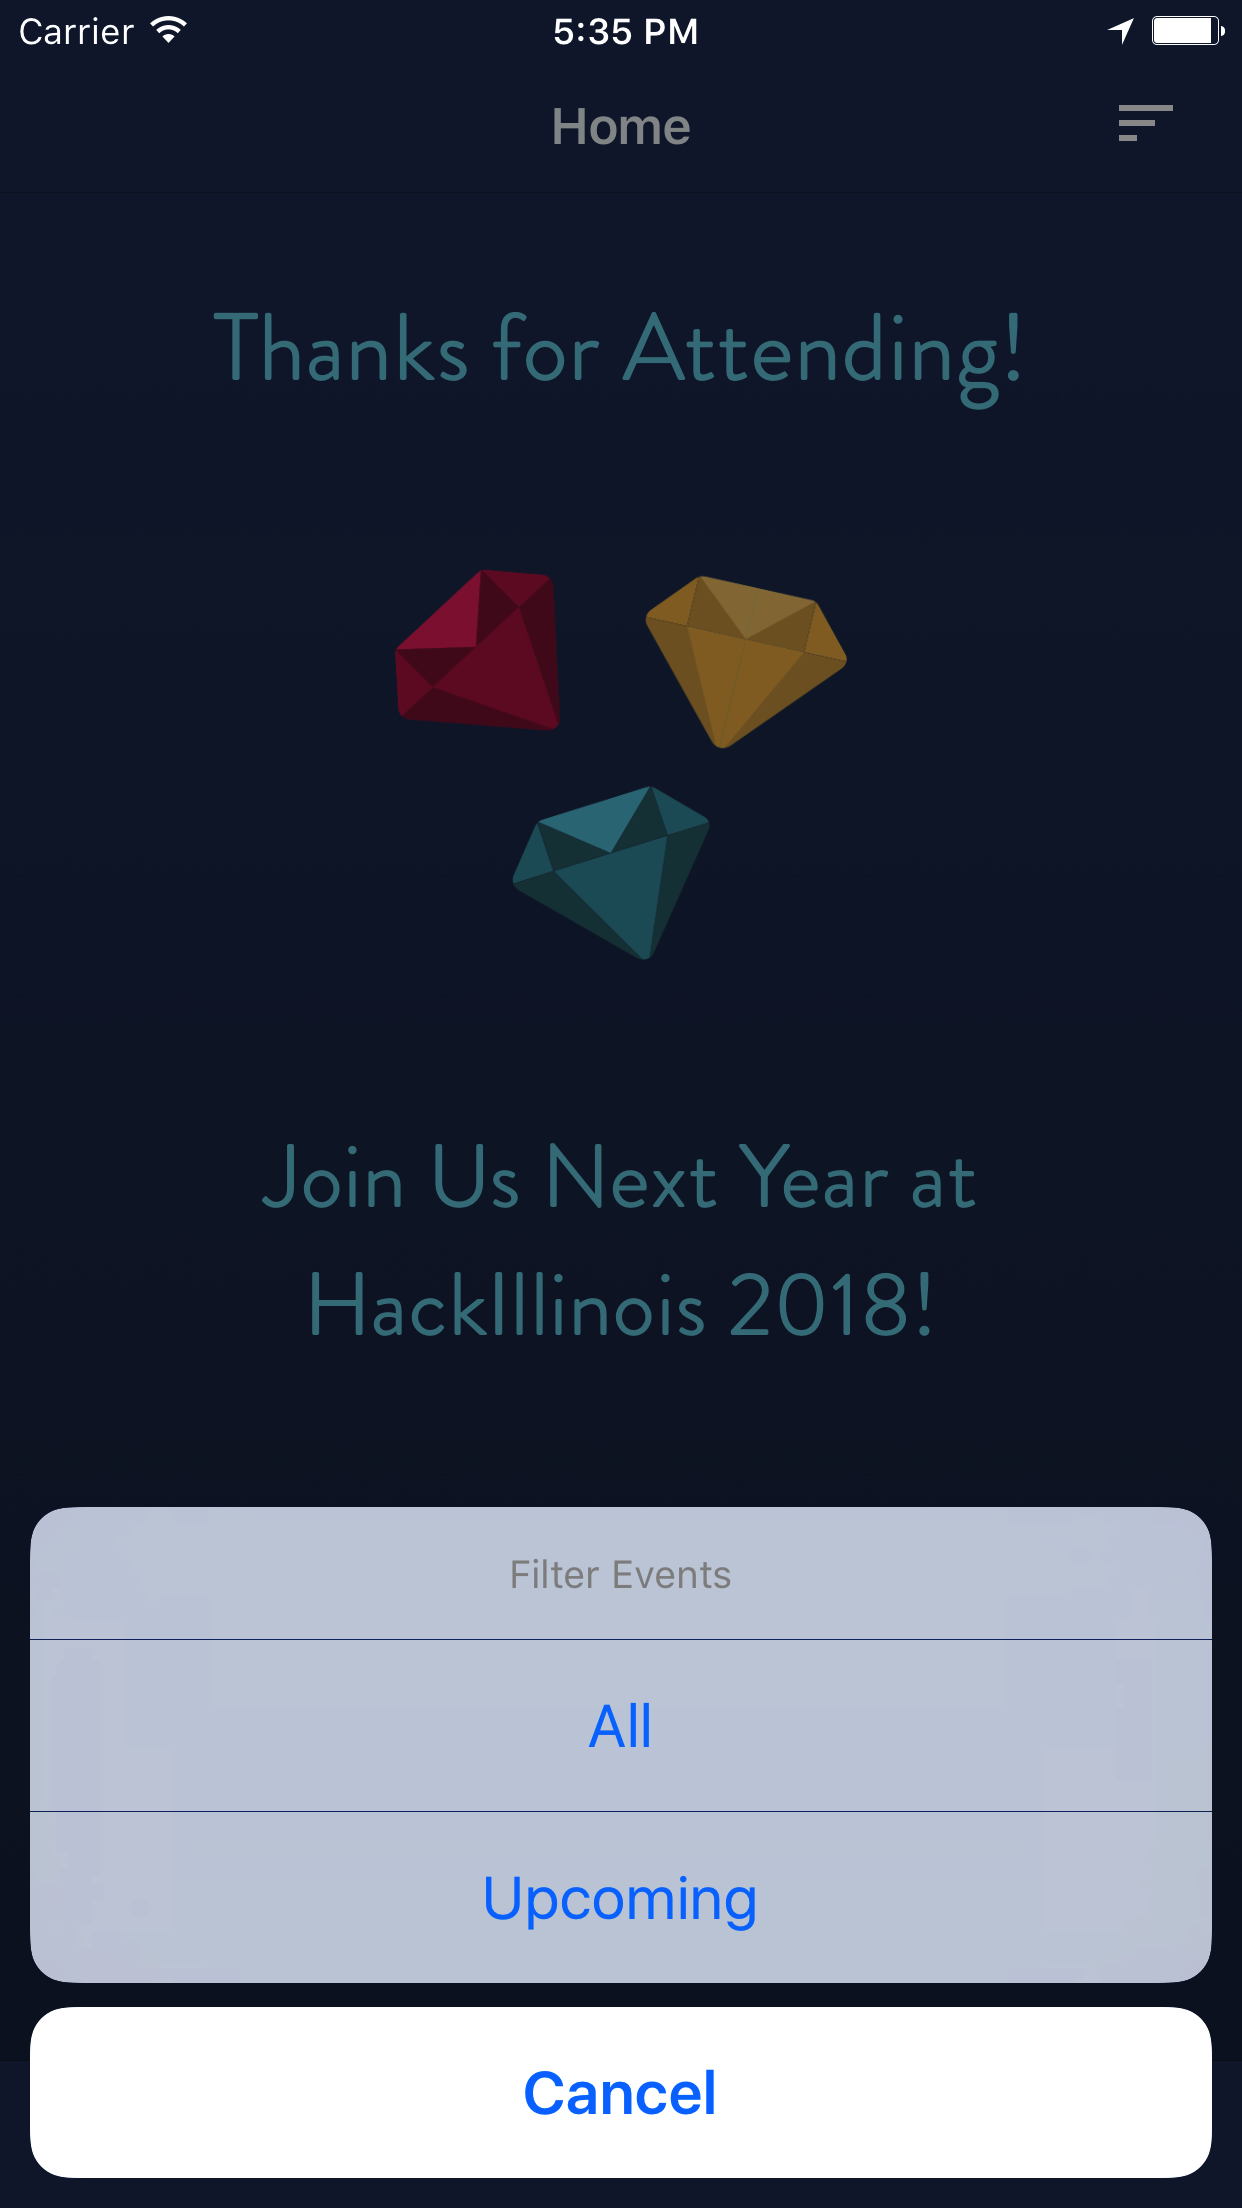 Carrier 5:35 PM
Home
Thanks for Attending!
Join Us Next Year at
HackIllinois 2018!
Filter Events
All
Upcoming
Cancel